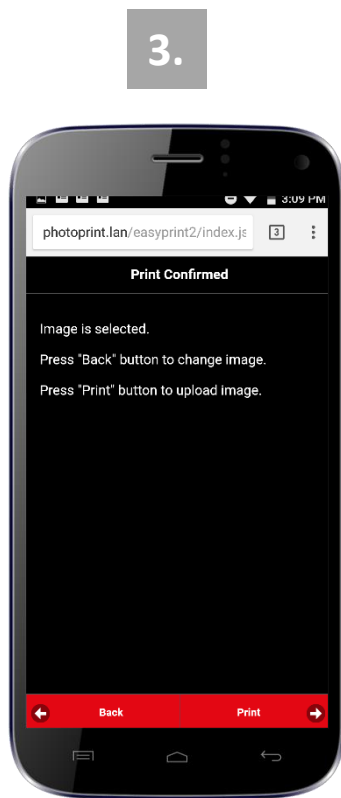 3.
3:09 PM
photoprint.lan/easyprint2/index.js
3
Print Confirmed
Image is selected.
Press "Back" button to change image.
Press "Print" button to upload image.
Back Print